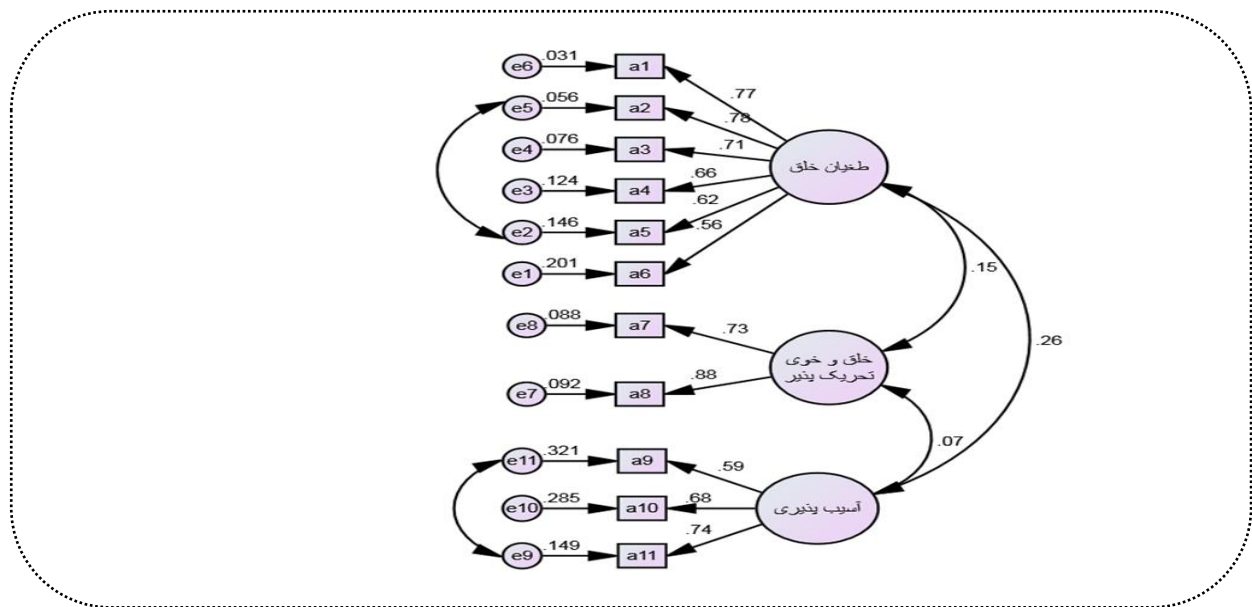 e6 .031 a1 .77
e5 .056 a2 .78
e4 .076 a3 .71
طغیان خلق
e3 .124 a4 .66
e2 .146 a5 .62
e1 .201 a6 .56
.15
e8 .088 a7 .73
خلق و خوی
تحریک پذیر
.26
e7 .092 a8 .88
.07
e11 .321 a9 .59
e10 .285 a10 .68
آسیب پذیری
e9 .149 a11 .74